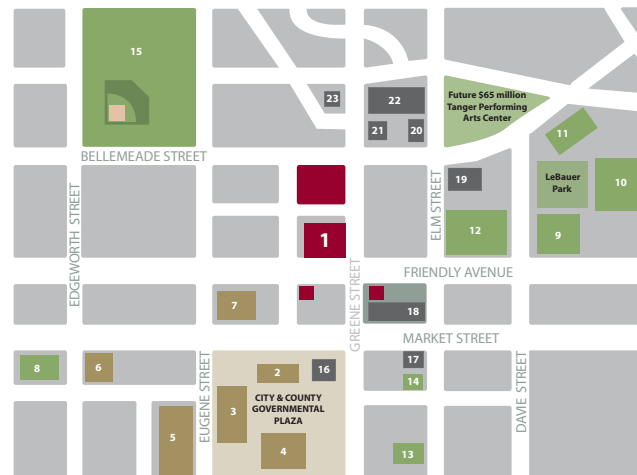 15
23
22
21
20
Future $65 million
Tanger Performing
Arts Center
11
BELLEMEADE STREET
19
LeBauer
Park
10
EDGEWORTH STREET
ELM STREET
1
12
9
FRIENDLY AVENUE
7
GREENE STREET
18
MARKET STREET
8
6
EUGENE STREET
2
16
17
14
3
CITY & COUNTY
GOVERNMENTAL
PLAZA
DAVIE STREET
5
4
13